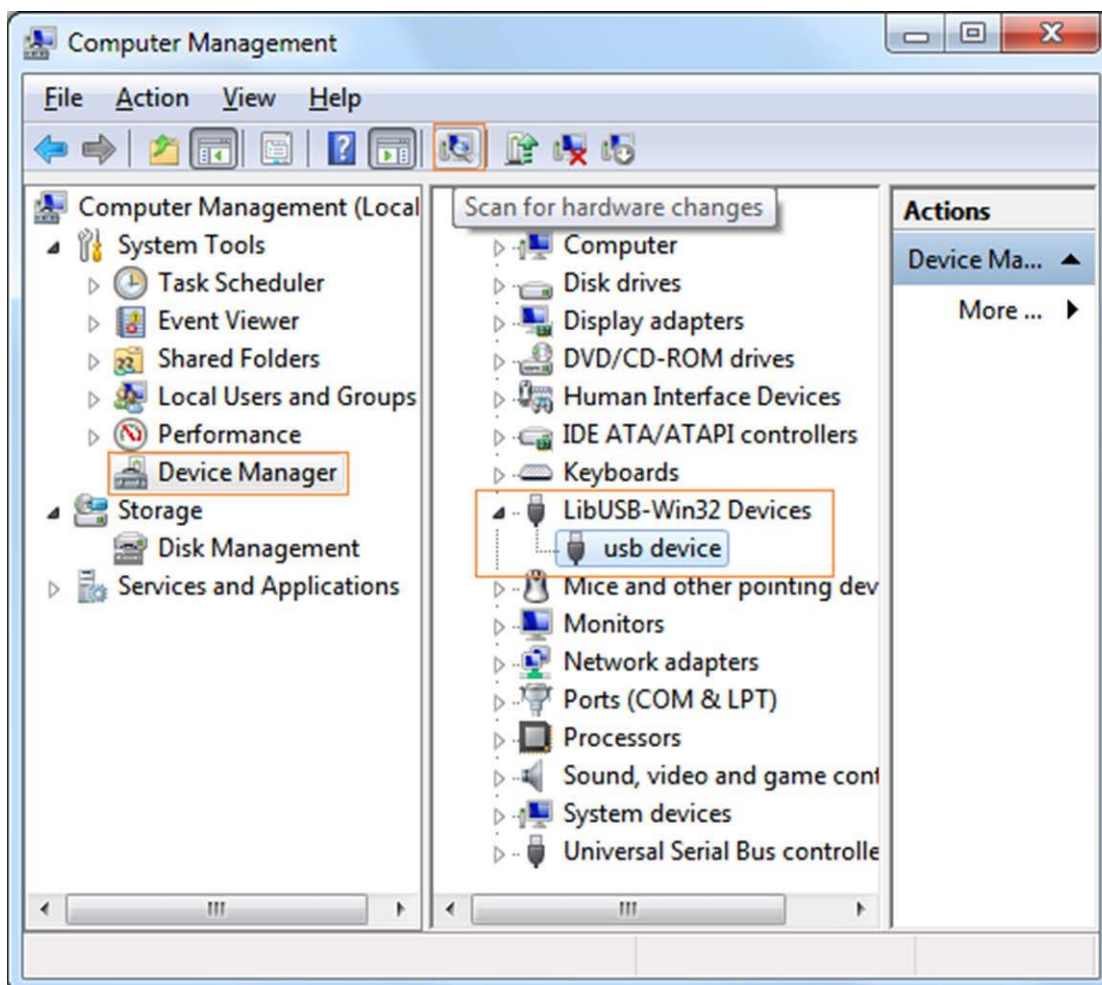 Computer Management
File Action View Help
Computer Management (Local
System Tools
Task Scheduler
Event Viewer
Shared Folders
Local Users and Groups
Performance
Device Manager
Storage
Disk Management
Services and Applications
Scan for hardware changes
Computer
Disk drives
Display adapters
DVD/CD-ROM drives
Human Interface Devices
IDE ATA/ATAPI controllers
Keyboards
LibUSB-Win32 Devices
usb device
Mice and other pointing dev
Monitors
Network adapters
Ports (COM & LPT)
Processors
Sound, video and game cont
System devices
Universal Serial Bus controlle
Actions
Device Ma...
More ...